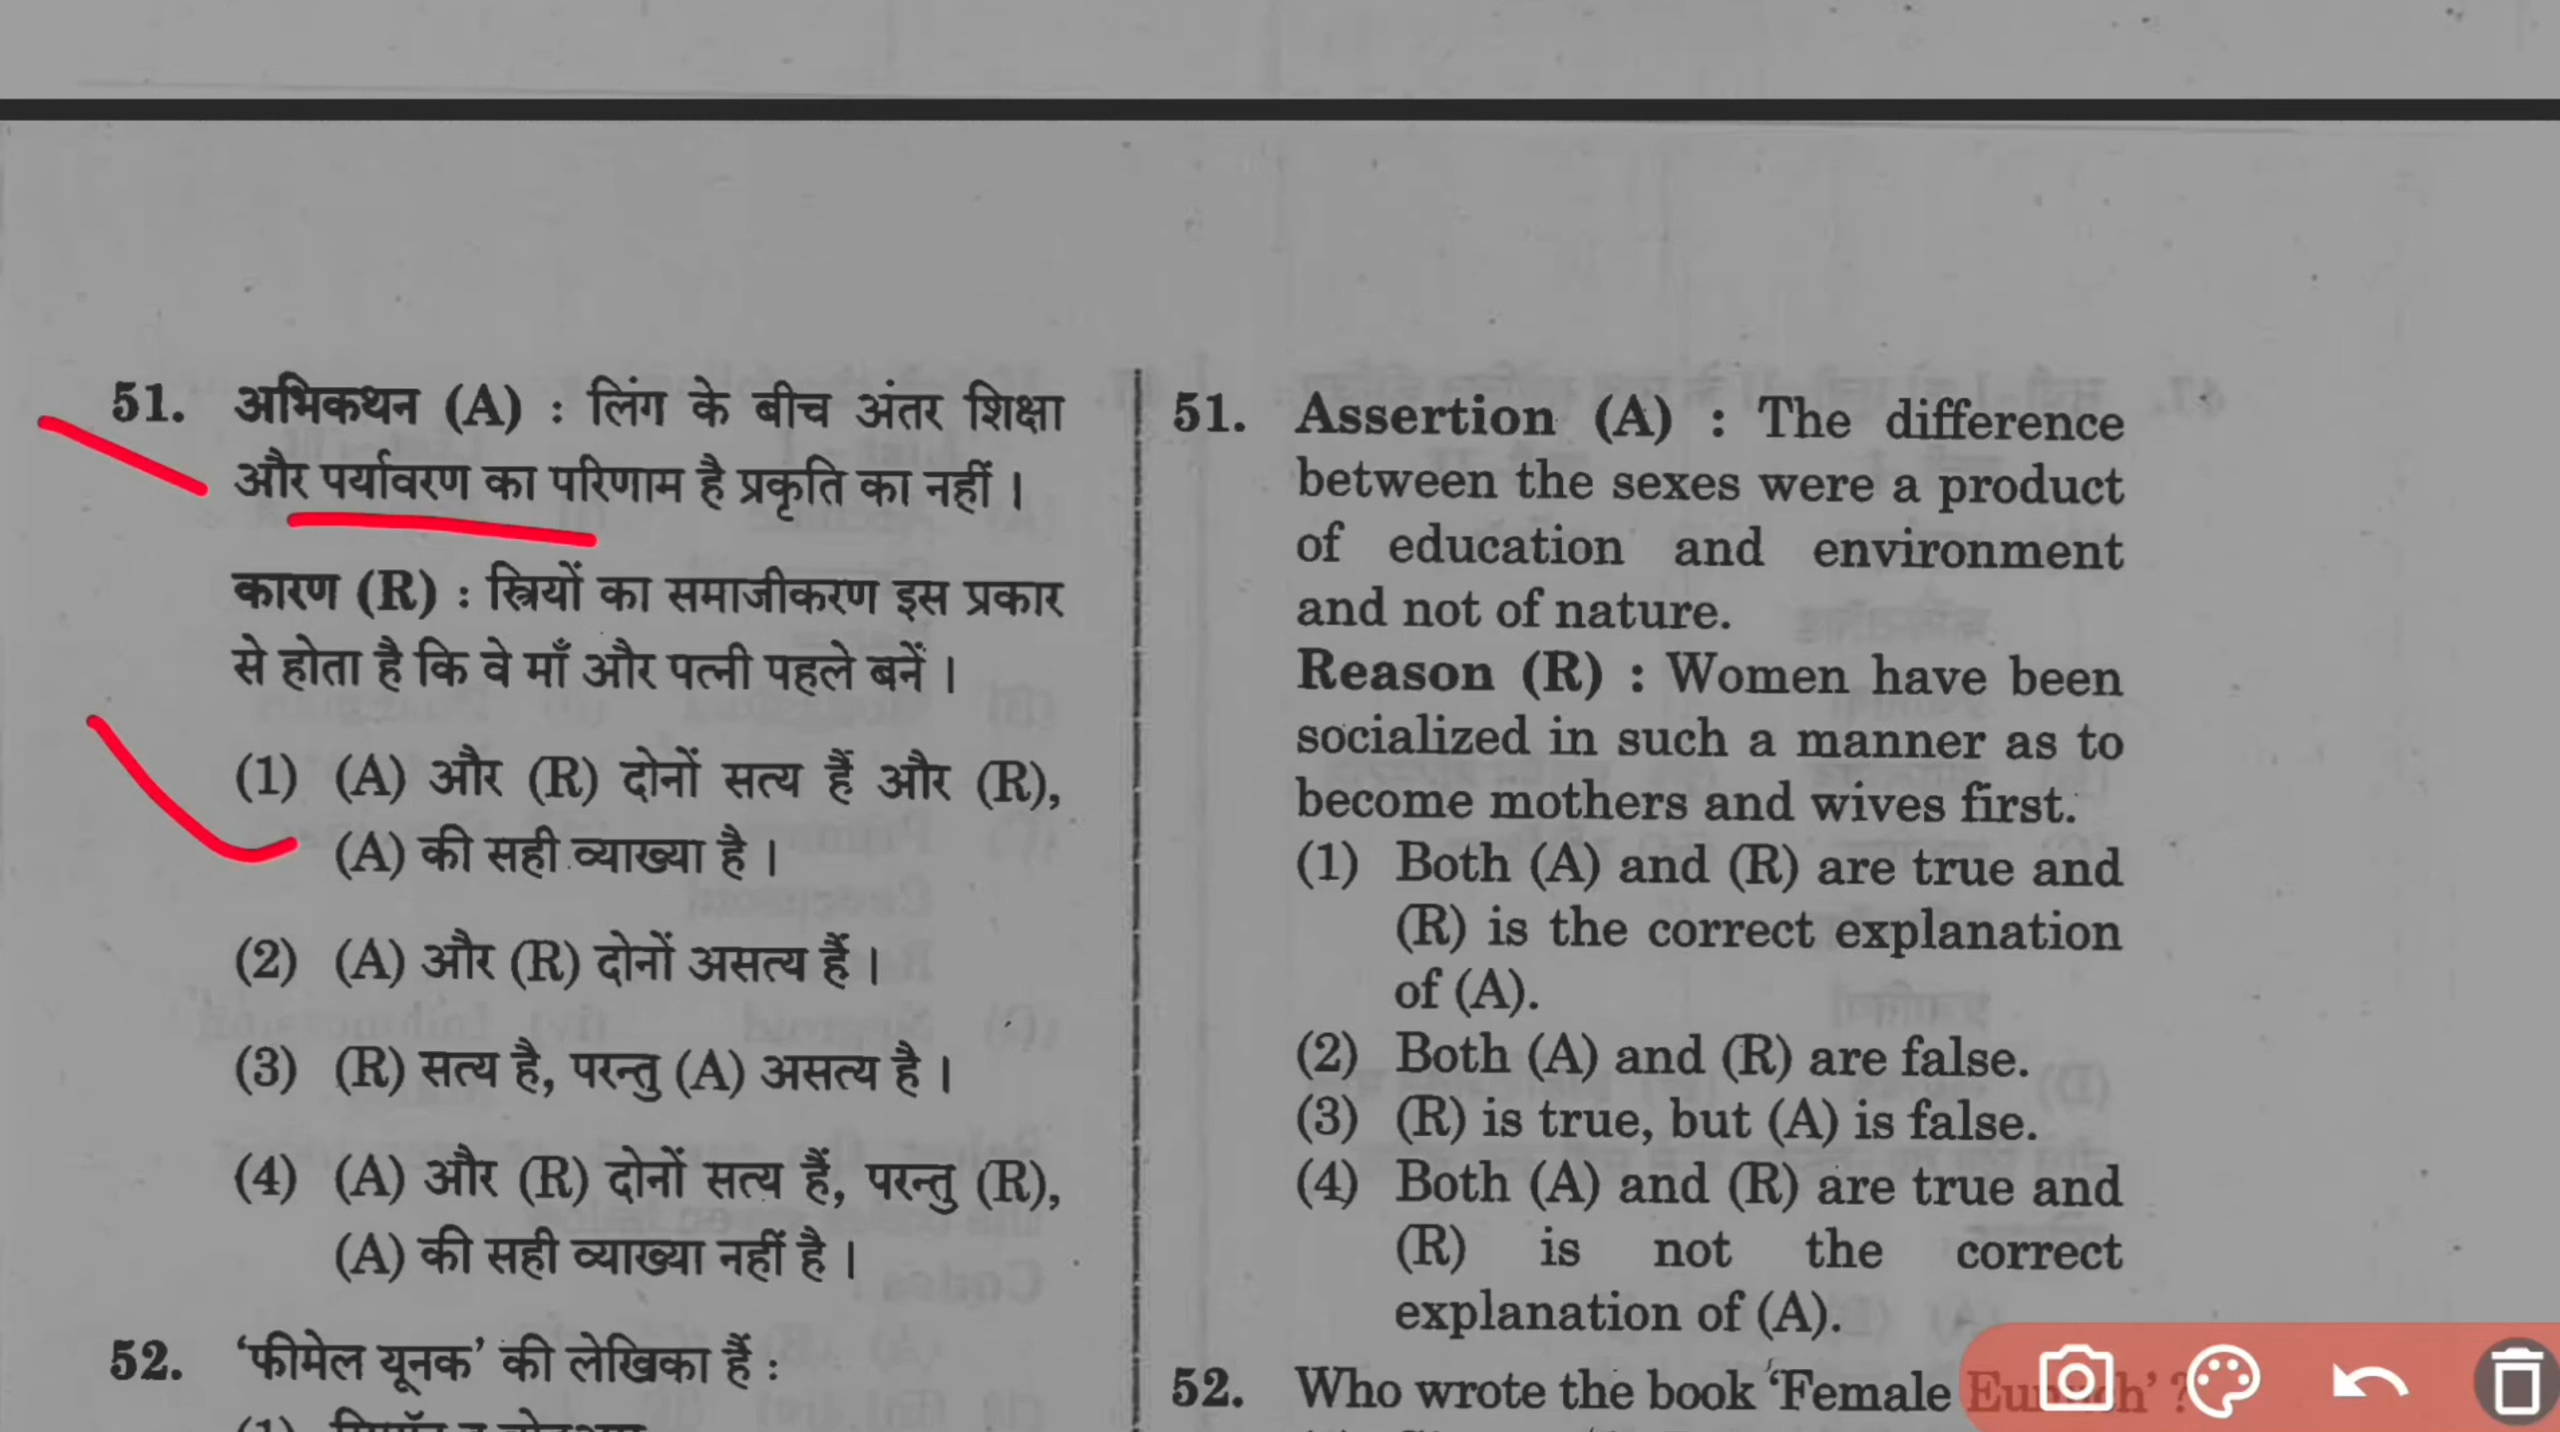 51. अभिकथन (A) : लिंग के बीच अंतर शिक्षा
और पर्यावरण का परिणाम है प्रकृति का नहीं ।
कारण (R) : स्त्रियों का समाजीकरण इस प्रकार
से होता है कि वे माँ और पत्नी पहले बनें ।
(1) (A) और (R) दोनों सत्य हैं और (R),
(A) की सही व्याख्या है ।
(2) (A) और (R) दोनों असत्य हैं ।
(3) (R) सत्य है, परन्तु (A) असत्य है ।
(4) (A) और (R) दोनों सत्य हैं, परन्तु (R),
(A) की सही व्याख्या नहीं है ।
52. ‘फीमेल यूनक’ की लेखिका हैं :
51. Assertion (A) : The difference
between the sexes were a product
of education and environment
and not of nature.
Reason (R) : Women have been
socialized in such a manner as to
become mothers and wives first.
(1) Both (A) and (R) are true and
(R) is the correct explanation
of (A).
(2) Both (A) and (R) are false.
(3) (R) is true, but (A) is false.
(4) Both (A) and (R) are true and
(R) is not the correct
explanation of (A).
52. Who wrote the book ‘Female